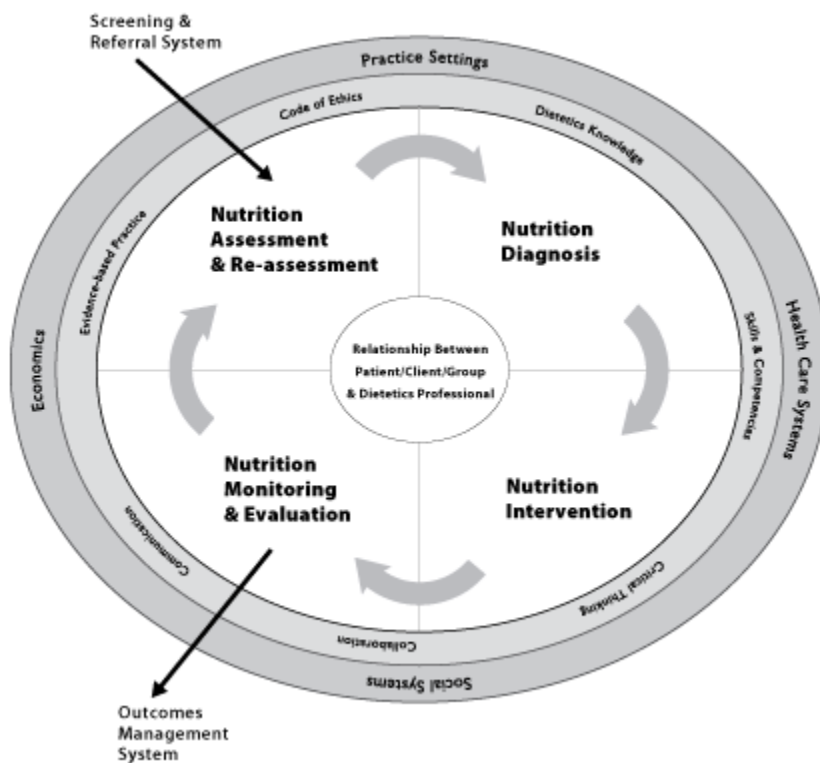 Screening &
Referral System
Practice Settings
Code of Ethics
Dietetics Knowledge
Nutrition
Assessment
& Re-assessment
Nutrition
Diagnosis
Evidence-based Practice
Economics
Relationship Between
Patient/Client/Group
& Dietetics Professional
Skills & Competencies
Health Care Systems
Nutrition
Monitoring
& Evaluation
Nutrition
Intervention
Communication
Critical Thinking
Collaboration
Social Systems
Outcomes
Management
System